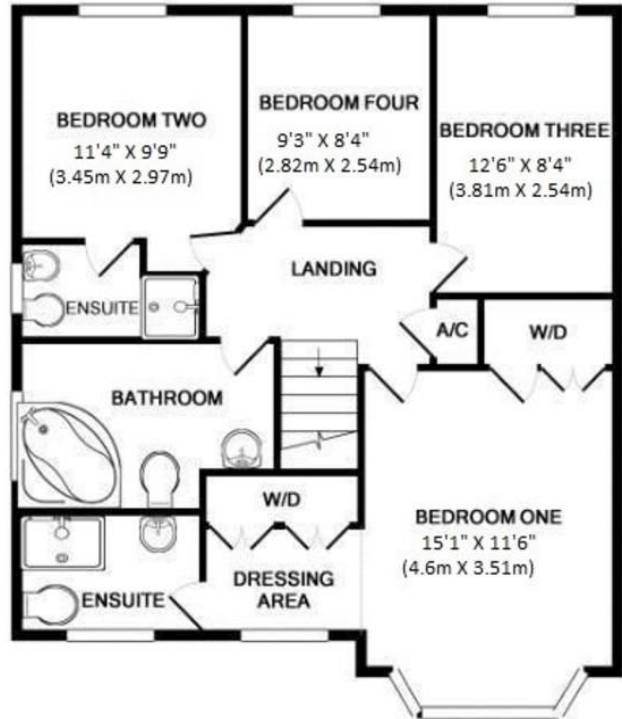 BEDROOM TWO
11'4" X 9'9"
(3.45m X 2.97m)
BEDROOM FOUR
9'3" X 8'4"
(2.82m X 2.54m)
BEDROOM THREE
12'6" X 8'4"
(3.81m X 2.54m)
LANDING
ENSUITE
A/C
W/D
BATHROOM
W/D
BEDROOM ONE
15'1" X 11'6"
(4.6m X 3.51m)
DRESSING
AREA
ENSUITE